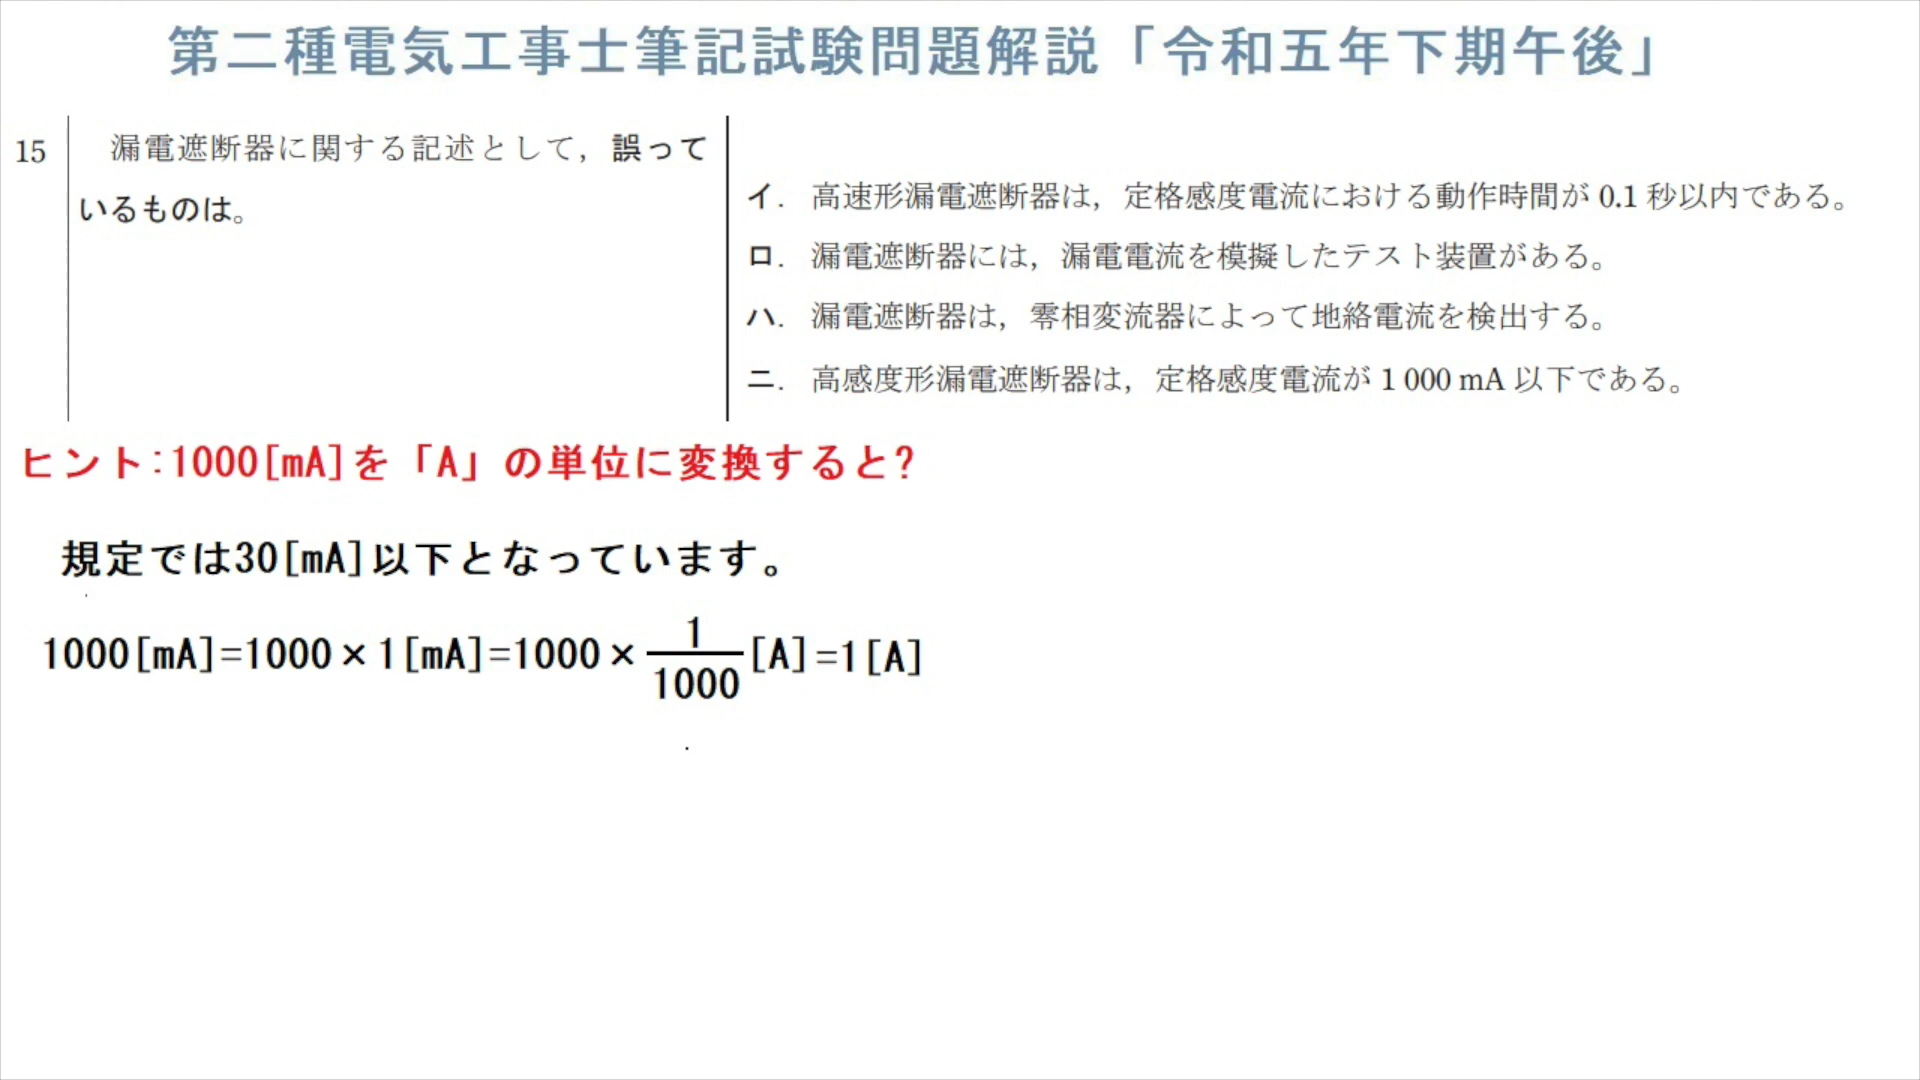 第二種電気工事士筆記試験問題解説「令和五年下期午後」
15 漏電遮断器に関する記述として，誤って
いるものは。
イ． 高速形漏電遮断器は，定格感度電流における動作時間が 0.1 秒以内である。
ロ． 漏電遮断器には，漏電電流を模擬したテスト装置がある。
ハ． 漏電遮断器は，零相変流器によって地絡電流を検出する。
ニ． 高感度形漏電遮断器は，定格感度電流が 1 000 mA 以下である。
ヒント:1000[mA]を「A」の単位に変換すると?
規定では30[mA]以下となっています。
1000[mA]=1000×1[mA]=1000×1/1000[A]=1[A]